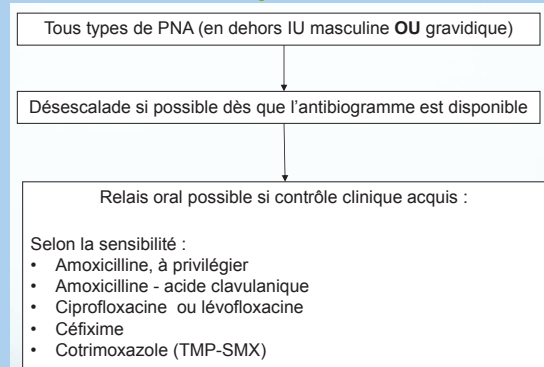 Tous types de PNA (en dehors IU masculine OU gravidique)
Désescalade si possible dès que l'antibiogramme est disponible
Relais oral possible si contrôle clinique acquis :
Selon la sensibilité :
• Amoxicilline, à privilégier
• Amoxicilline - acide clavulanique
• Ciprofloxacine ou lévofloxacine
• Céfixime
• Cotrimoxazole (TMP-SMX)